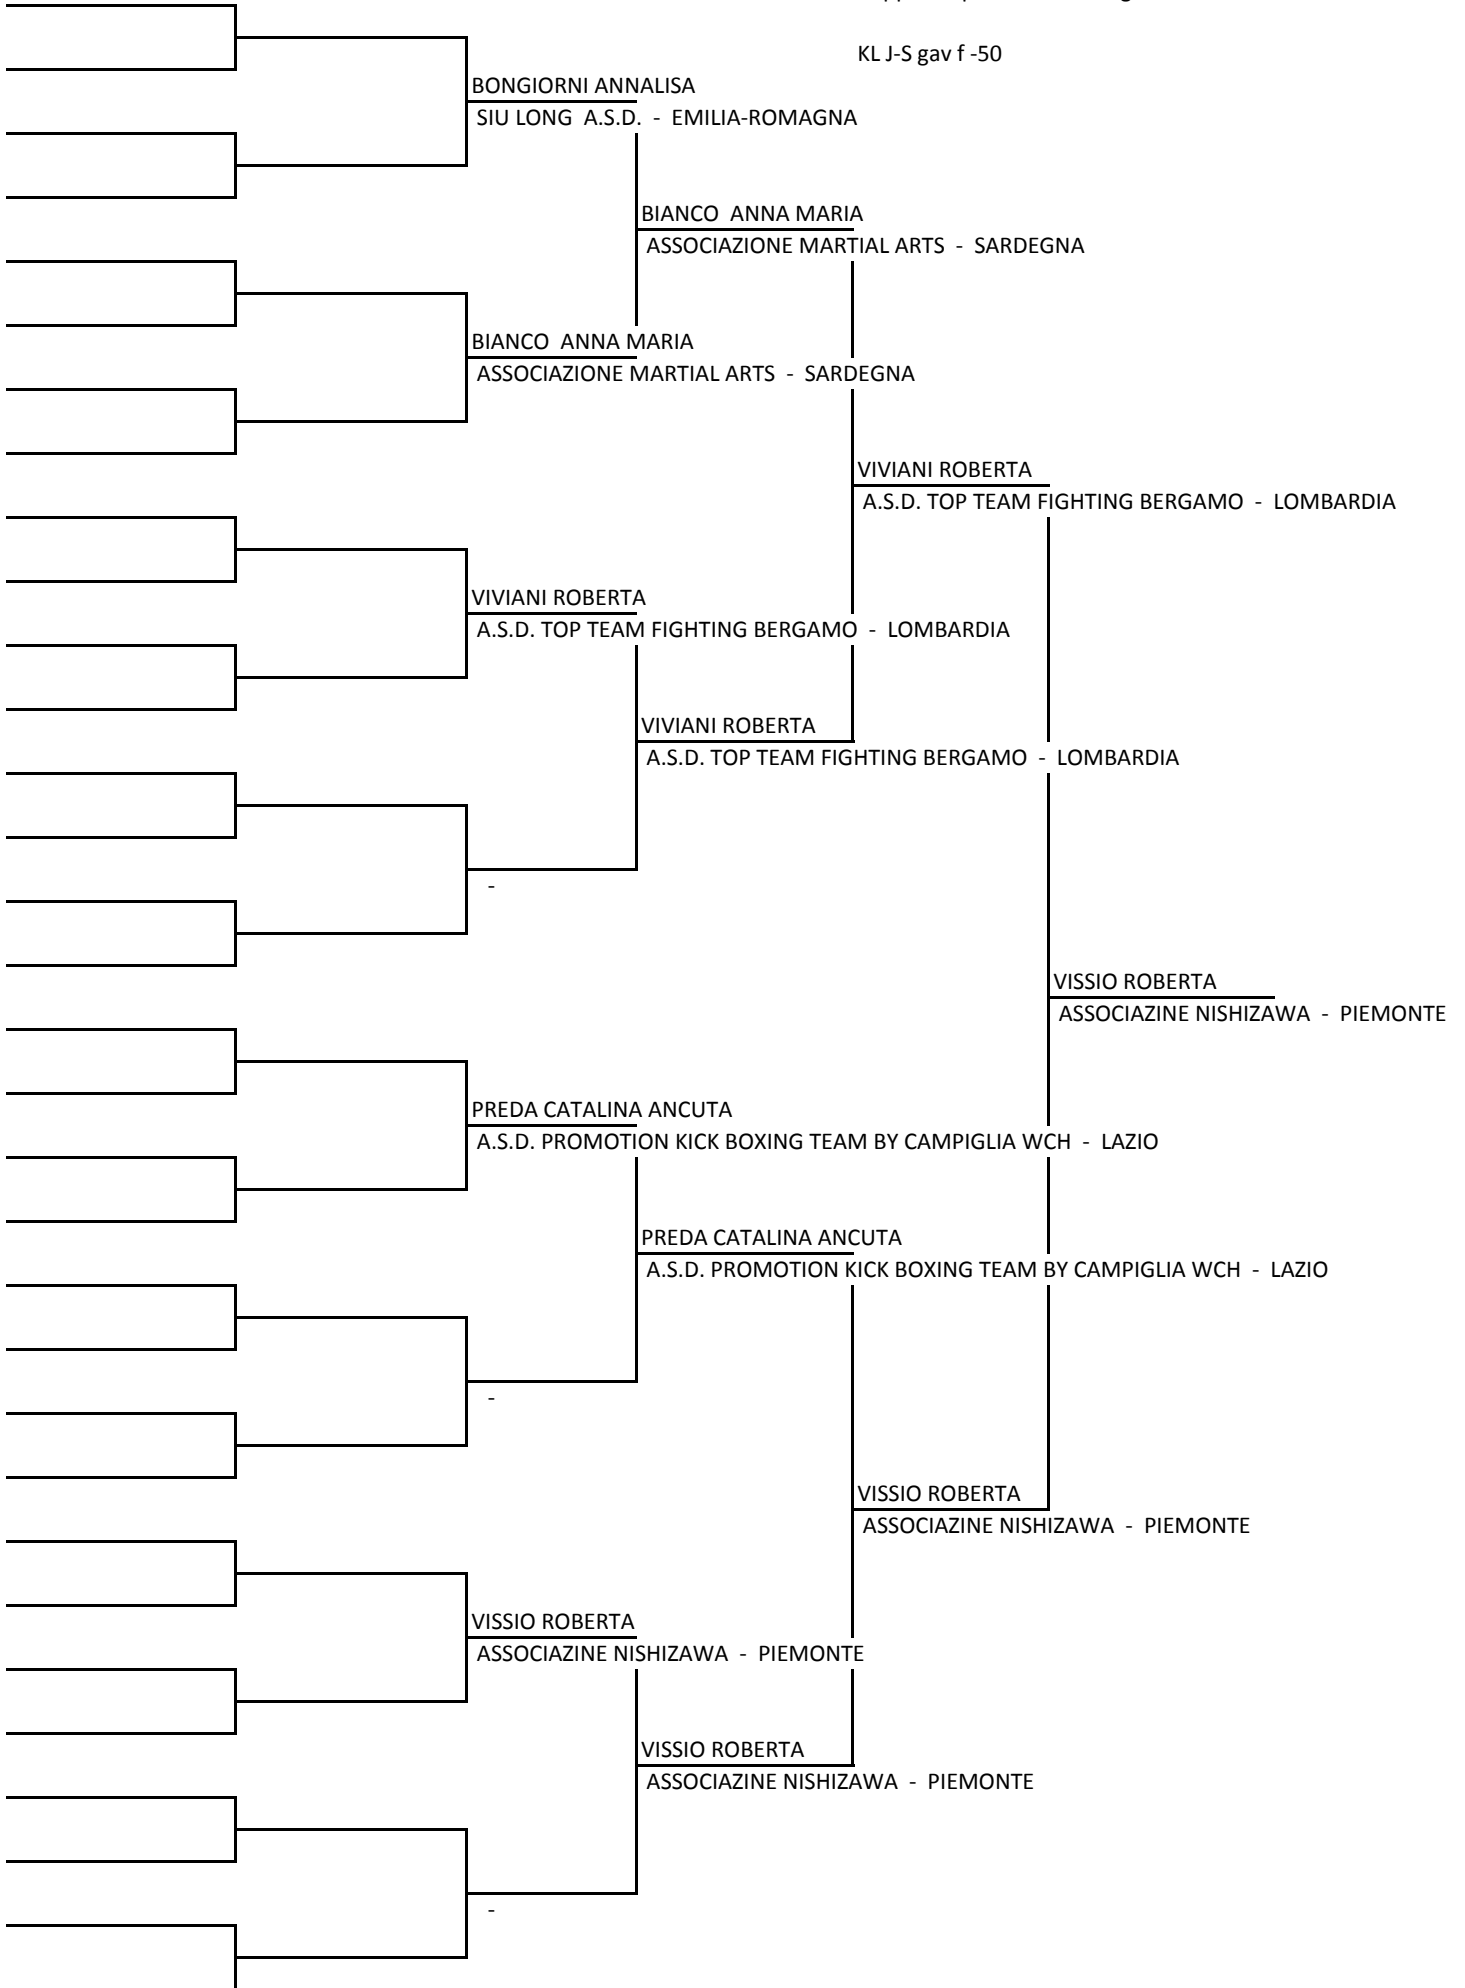 KL J-S gav f -50
BONGIORNI ANNALISA
SIU LONG  A.S.D.  -  EMILIA-ROMAGNA
BIANCO  ANNA MARIA
ASSOCIAZIONE MARTIAL ARTS  -  SARDEGNA
BIANCO  ANNA MARIA
ASSOCIAZIONE MARTIAL ARTS  -  SARDEGNA
VIVIANI ROBERTA
A.S.D. TOP TEAM FIGHTING BERGAMO  -  LOMBARDIA
VIVIANI ROBERTA
A.S.D. TOP TEAM FIGHTING BERGAMO  -  LOMBARDIA
VIVIANI ROBERTA
A.S.D. TOP TEAM FIGHTING BERGAMO  -  LOMBARDIA
-
VISSIO ROBERTA
ASSOCIAZINE NISHIZAWA  -  PIEMONTE
PREDA CATALINA ANCUTA
A.S.D. PROMOTION KICK BOXING TEAM BY CAMPIGLIA WCH  -  LAZIO
PREDA CATALINA ANCUTA
A.S.D. PROMOTION KICK BOXING TEAM BY CAMPIGLIA WCH  -  LAZIO
-
VISSIO ROBERTA
ASSOCIAZINE NISHIZAWA  -  PIEMONTE
VISSIO ROBERTA
ASSOCIAZINE NISHIZAWA  -  PIEMONTE
VISSIO ROBERTA
ASSOCIAZINE NISHIZAWA  -  PIEMONTE
-